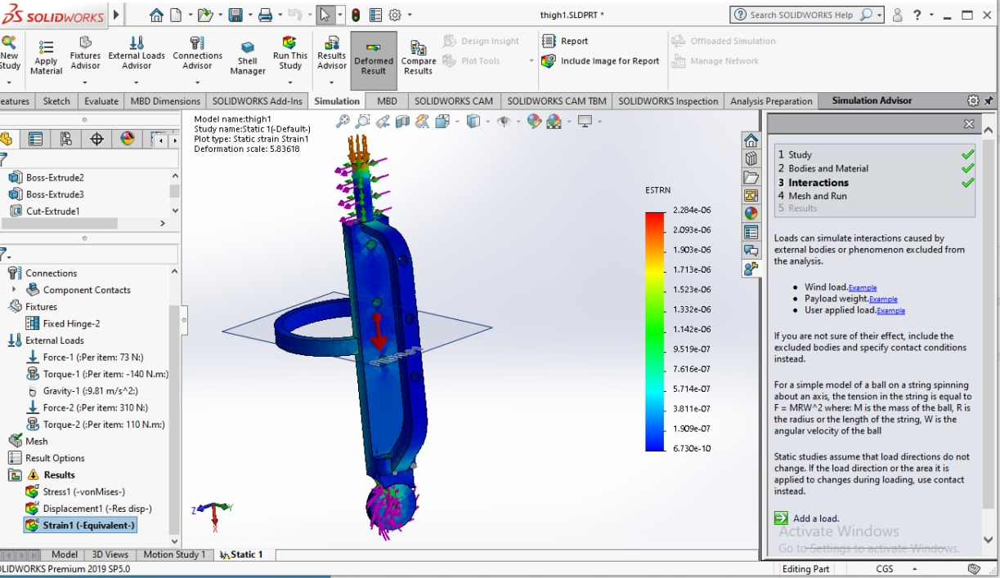 SOLIDWORKS
thigh1.SLDPRT *
Search SOLIDWORKS Help
New Study
Apply Material
Fixtures Advisor
External Loads Advisor
Connections Advisor
Shell Manager
Run This Study
Results Advisor
Deformed Result
Compare Results
Design Insight
Plot Tools
Report
Include Image for Report
Offloaded Simulation
Manage Network
eatures
Sketch
Evaluate
MBD Dimensions
SOLIDWORKS Add-Ins
Simulation
MBD
SOLIDWORKS CAM
SOLIDWORKS CAM TBM
SOLIDWORKS Inspection
Analysis Preparation
Simulation Advisor
Boss-Extrude2
Boss-Extrude3
Cut-Extrude1
Connections
Component Contacts
Fixtures
Fixed Hinge-2
External Loads
Force-1 (:Per item: 73 N:)
Torque-1 (:Per item: -140 N.m:)
Gravity-1 (:9.81 m/s^2:)
Force-2 (:Per item: 310 N:)
Torque-2 (:Per item: 110 N.m:)
Mesh
Result Options
Results
Stress1 (-vonMises-)
Displacement1 (-Res disp-)
Strain1 (-Equivalent-)
Model name:thigh1
Study name:Static 1(-Default-)
Plot type: Static strain Strain1
Deformation scale: 5.83618
ESTRN
2.284e-06
2.093e-06
1.903e-06
1.713e-06
1.523e-06
1.332e-06
1.142e-06
9.519e-07
7.616e-07
5.714e-07
3.811e-07
1.909e-07
6.730e-10
Z
Y
X
1 Study
2 Bodies and Material
3 Interactions
4 Mesh and Run
5 Results
Loads can simulate interactions caused by
external bodies or phenomenon excluded from
the analysis.
• Wind load.Example
• Payload weight.Example
• User applied load.Example
If you are not sure of their effect, include the
excluded bodies and specify contact conditions
instead.
For a simple model of a ball on a string spinning
about an axis, the tension in the string is equal to
F = MRW^2 where: M is the mass of the ball, R is
the radius or the length of the string, W is the
angular velocity of the ball
Static studies assume that load directions do not
change. If the load direction or the area it is
applied to changes during loading, use contact
instead.
Add a load.
Activate Windows
Go to Settings to activate Windows.
Model
3D Views
Motion Study 1
Static 1
OLIDWORKS Premium 2019 SP5.0
Editing Part
CGS